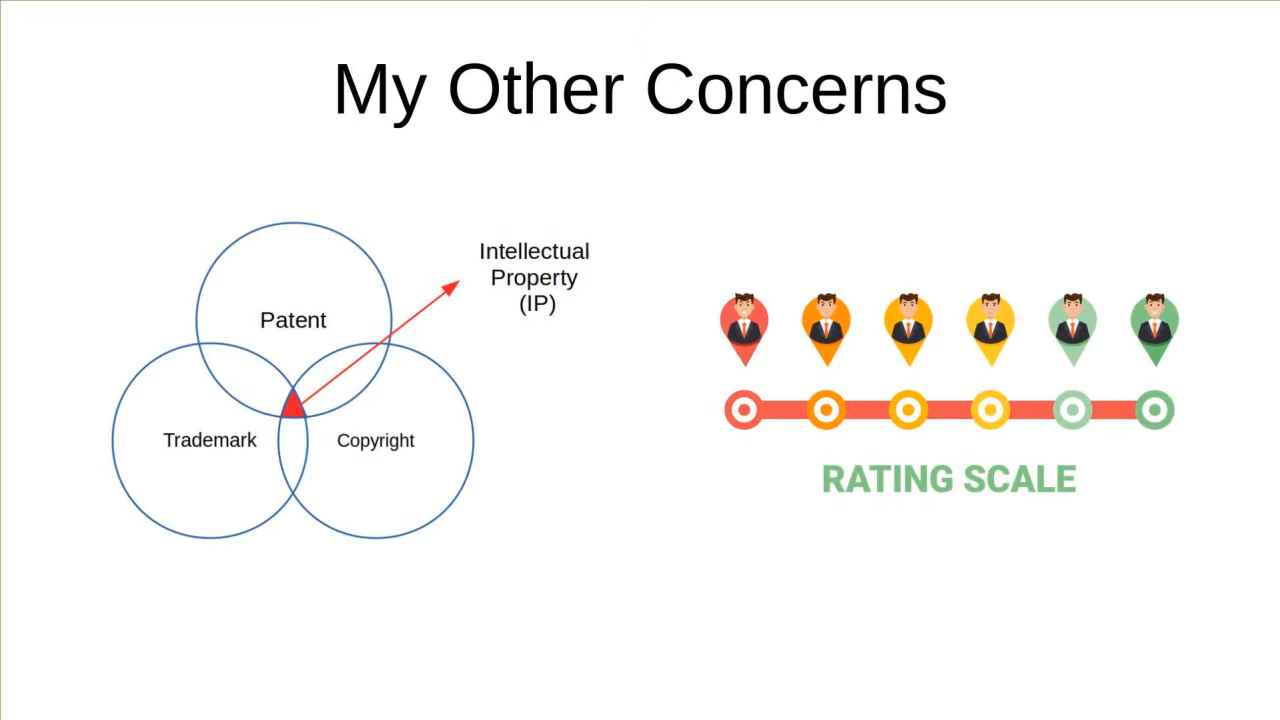 My Other Concerns
Intellectual
Property
(IP)
Patent
Trademark
Copyright
RATING SCALE